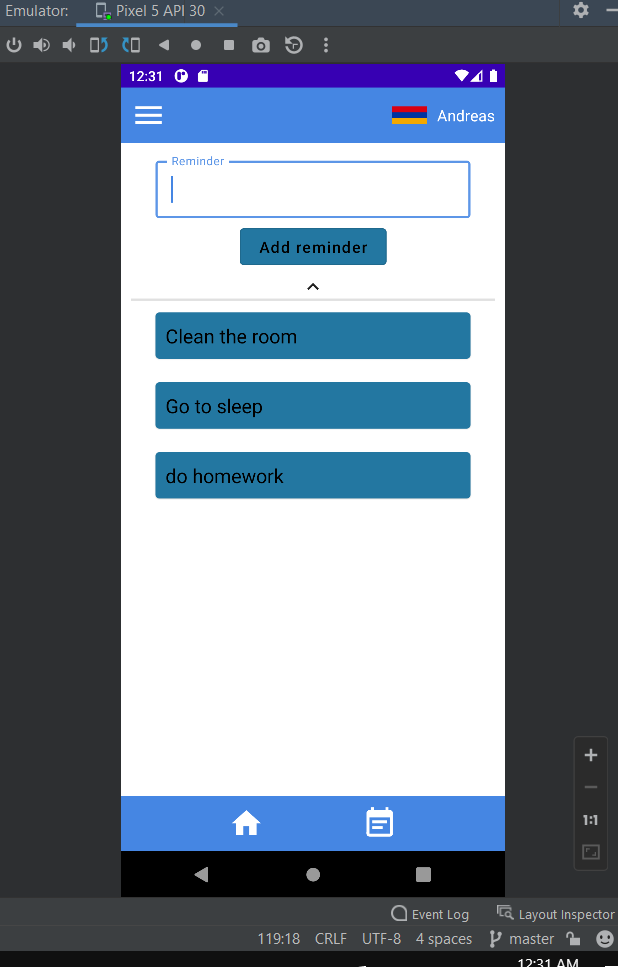 Emulator: Pixel 5 API 30
12:31
Andreas
Reminder
Add reminder
Clean the room
Go to sleep
do homework
1:1
Event Log Layout Inspector
119:18 CRLF UTF-8 4 spaces master
12:31 AM